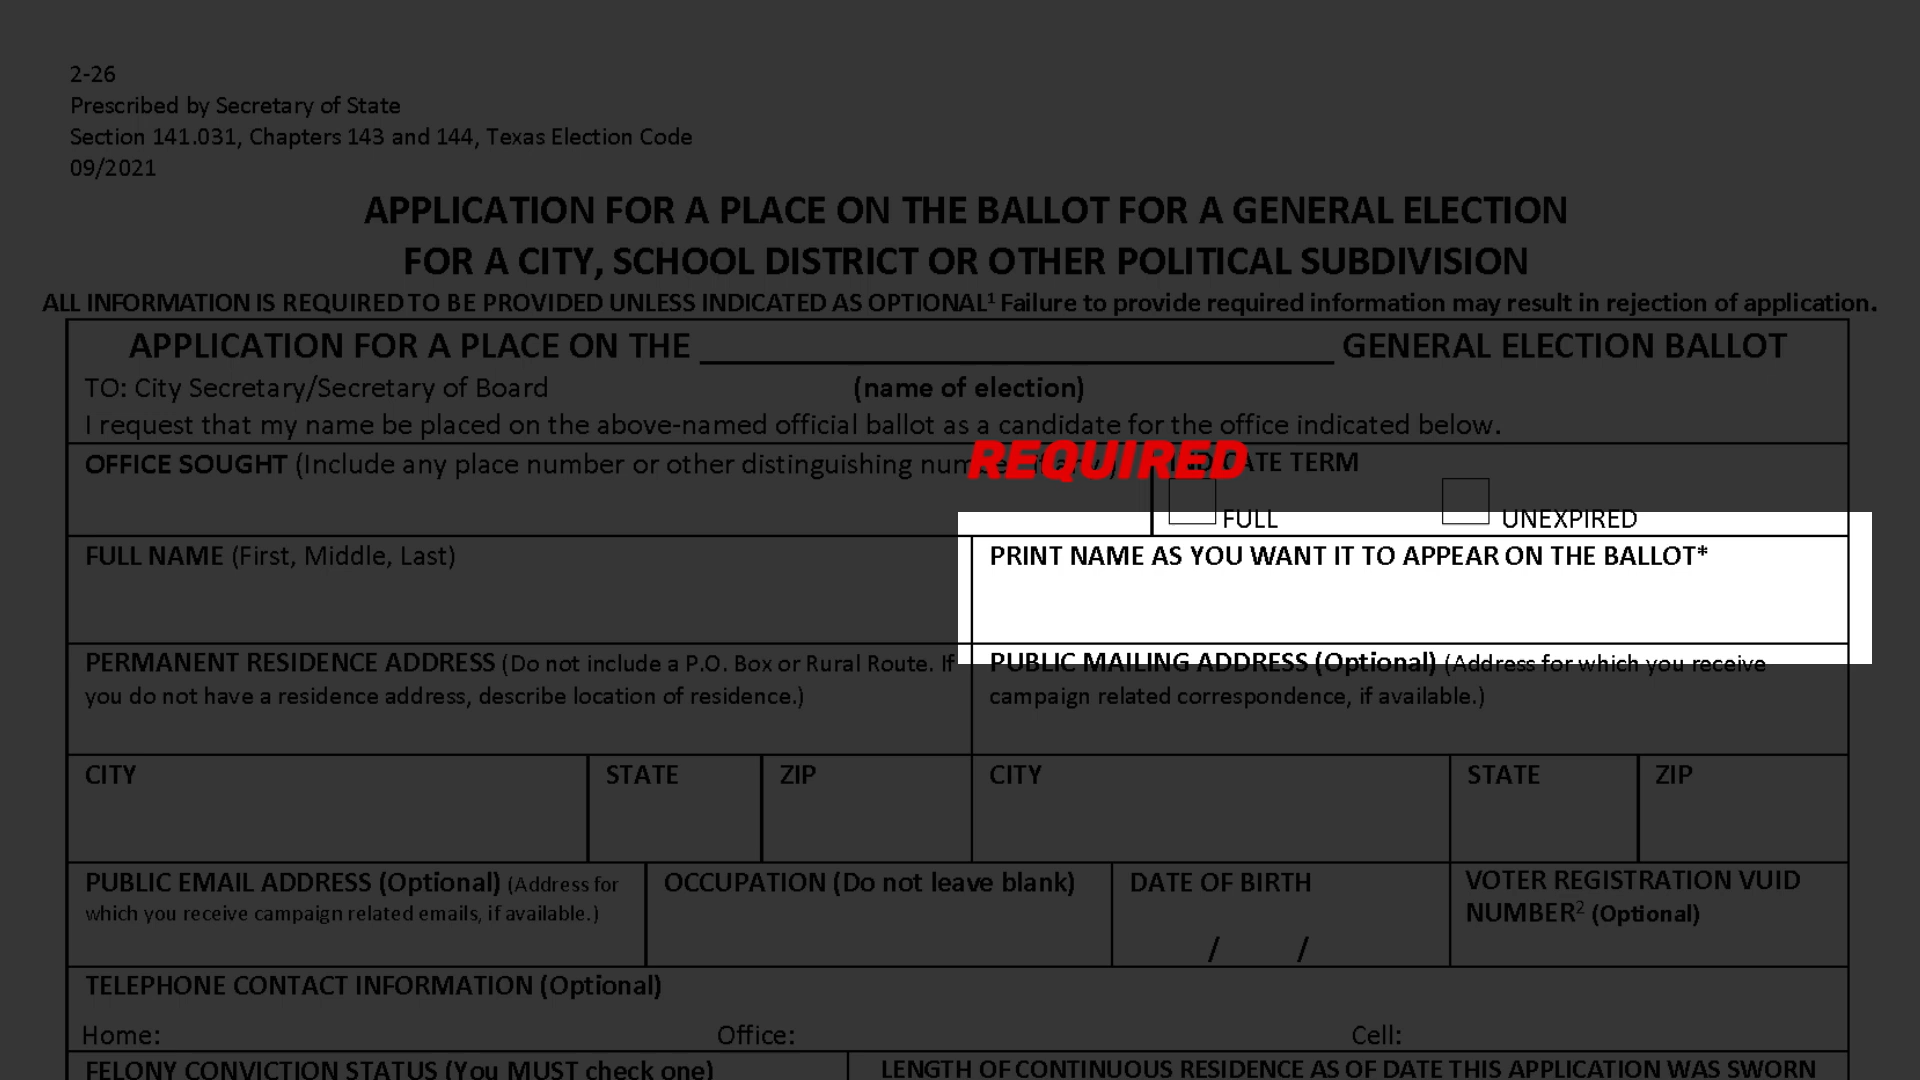 2-26
Prescribed by Secretary of State
Section 141.031, Chapters 143 and 144, Texas Election Code
09/2021
APPLICATION FOR A PLACE ON THE BALLOT FOR A GENERAL ELECTION
FOR A CITY, SCHOOL DISTRICT OR OTHER POLITICAL SUBDIVISION
ALL INFORMATION IS REQUIRED TO BE PROVIDED UNLESS INDICATED AS OPTIONAL¹ Failure to provide required information may result in rejection of application.
APPLICATION FOR A PLACE ON THE ____________________ GENERAL ELECTION BALLOT
TO: City Secretary/Secretary of Board (name of election)
I request that my name be placed on the above-named official ballot as a candidate for the office indicated below.
REQUIRED
OFFICE SOUGHT (Include any place number or other distinguishing TERM
FULL UNEXPIRED
FULL NAME (First, Middle, Last) PRINT NAME AS YOU WANT IT TO APPEAR ON THE BALLOT*
PERMANENT RESIDENCE ADDRESS (Do not include a P.O. Box or Rural Route. If PUBLIC MAILING ADDRESS (Optional) (Address for which you receive
you do not have a residence address, describe location of residence.) campaign related correspondence, if available.)
CITY STATE ZIP CITY STATE ZIP
PUBLIC EMAIL ADDRESS (Optional) (Address for OCCUPATION (Do not leave blank) DATE OF BIRTH VOTER REGISTRATION VUID
which you receive campaign related emails, if available.) NUMBER² (Optional)
/ /
TELEPHONE CONTACT INFORMATION (Optional)
Home: Office: Cell:
FELONY CONVICTION STATUS (You MUST check one) LENGTH OF CONTINUOUS RESIDENCE AS OF DATE THIS APPLICATION WAS SWORN